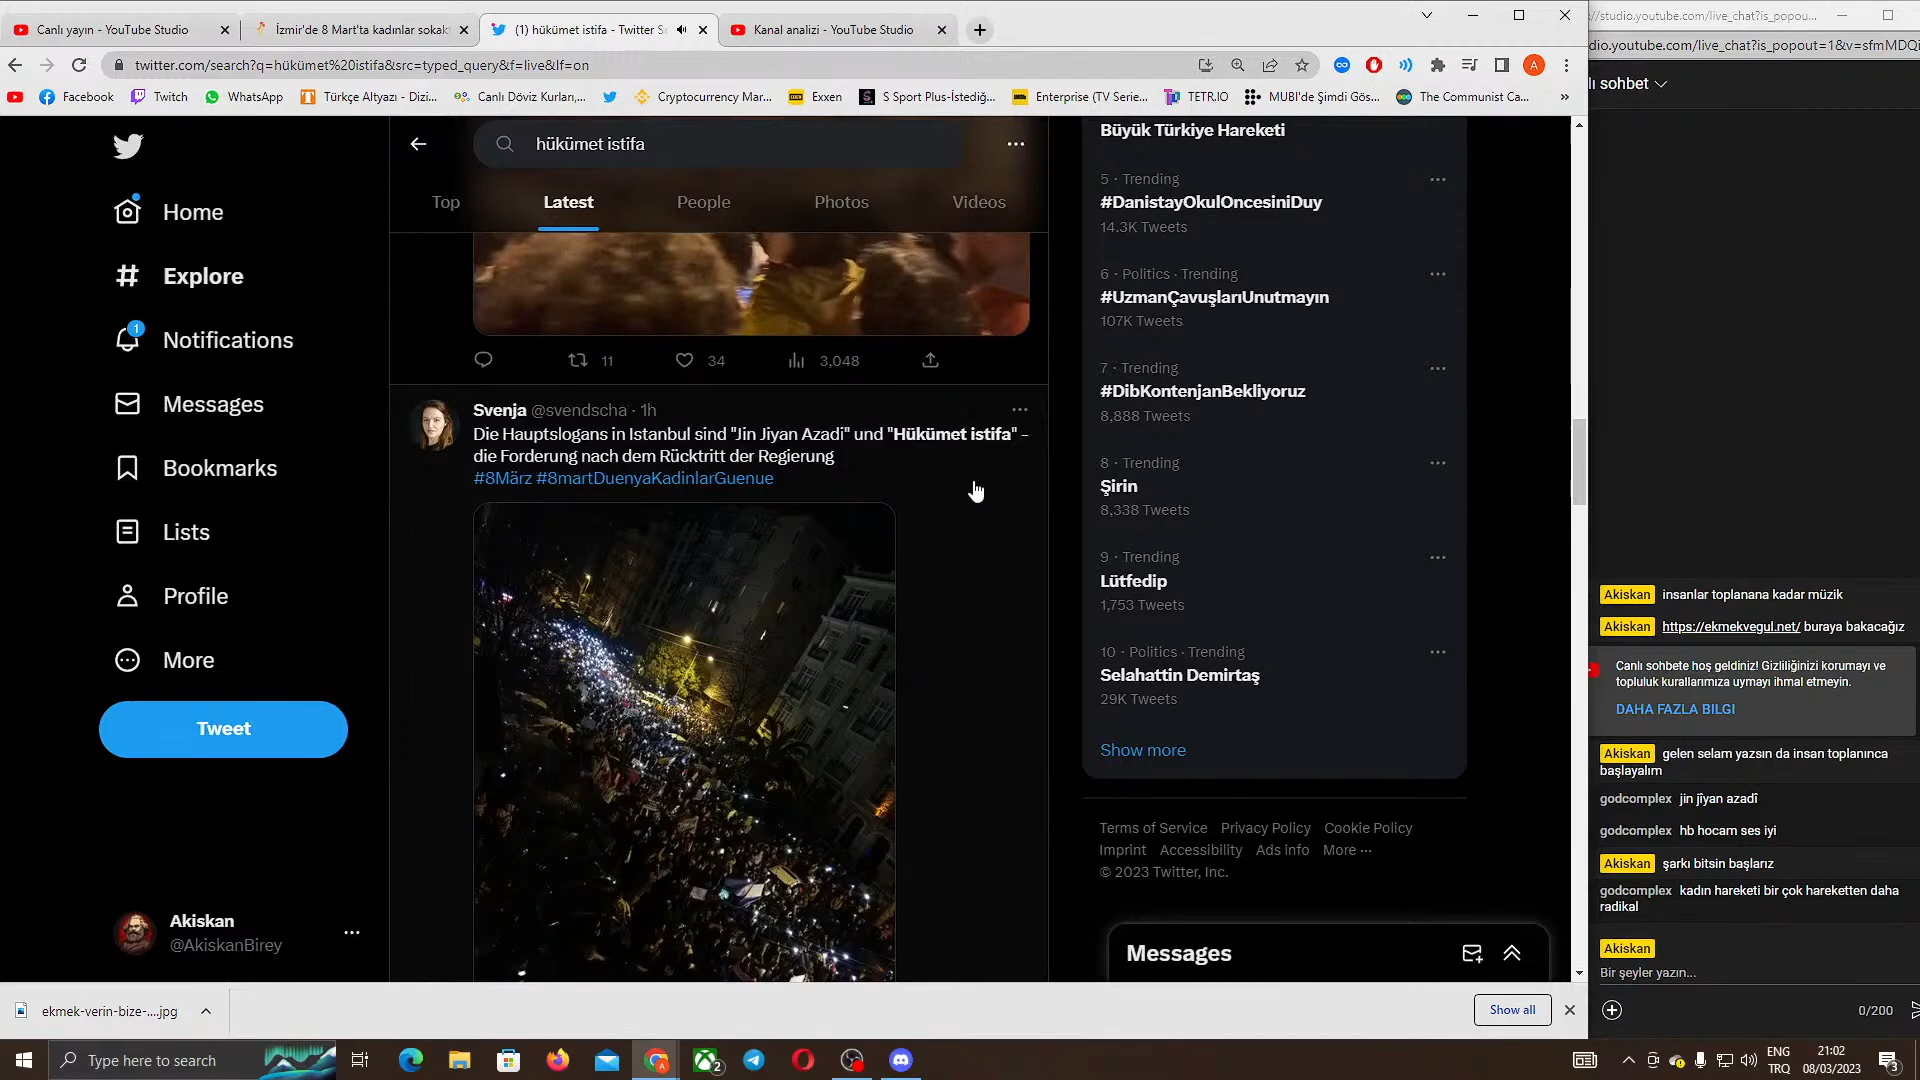 Canlı yayın - YouTube Studio
İzmir'de 8 Mart'ta kadınlar sokak
(1) hükümet istifa - Twitter S
Kanal analizi - YouTube Studio
//studio.youtube.com/live_chat?is_popou...
twitter.com/search?q=hükümet%20istifa&src=typed_query&f=live&lf=on
A
dio.youtube.com/live_chat?is_popout=1&v=sfmMDQi
Facebook
Twitch
WhatsApp
Türkçe Altyazı - Dizi...
Canlı Döviz Kurları,...
Cryptocurrency Mar...
Exxen
S Sport Plus-İstediğ...
Enterprise (TV Serie...
TETR.IO
MUBI'de Şimdi Gös...
The Communist Ca...
»
lı sohbet
Home
Explore
1
Notifications
Messages
Bookmarks
Lists
Profile
More
Tweet
Akiskan
@AkiskanBirey
hükümet istifa
Top
Latest
People
Photos
Videos
11
34
3,048
Svenja @svendscha · 1h
Die Hauptslogans in Istanbul sind "Jin Jiyan Azadi" und "Hükümet istifa" -
die Forderung nach dem Rücktritt der Regierung
#8März #8martDuenyaKadinlarGuenue
Büyük Türkiye Hareketi
5 · Trending
#DanistayOkulOncesiniDuy
14.3K Tweets
6 · Politics · Trending
#UzmanÇavuşlarıUnutmayın
107K Tweets
7 · Trending
#DibKontenjanBekliyoruz
8,888 Tweets
8 · Trending
Şirin
8,338 Tweets
9 · Trending
Lütfedip
1,753 Tweets
10 · Politics · Trending
Selahattin Demirtaş
29K Tweets
Show more
Terms of Service Privacy Policy Cookie Policy
Imprint Accessibility Ads info More ···
© 2023 Twitter, Inc.
Messages
Akiskan insanlar toplanana kadar müzik
Akiskan https://ekmekvegul.net/ buraya bakacağız
Canlı sohbete hoş geldiniz! Gizliliğinizi korumayı ve
topluluk kurallarımıza uymayı ihmal etmeyin.
DAHA FAZLA BILGI
Akiskan gelen selam yazsın da insan toplanınca
başlayalım
godcomplex jin jîyan azadî
godcomplex hb hocam ses iyi
Akiskan şarkı bitsin başlarız
godcomplex kadın hareketi bir çok hareketten daha
radikal
Akiskan
Bir şeyler yazın...
0/200
ekmek-verin-bize-....jpg
Show all
Type here to search
A
2
ENG
TRQ
21:02
08/03/2023
3